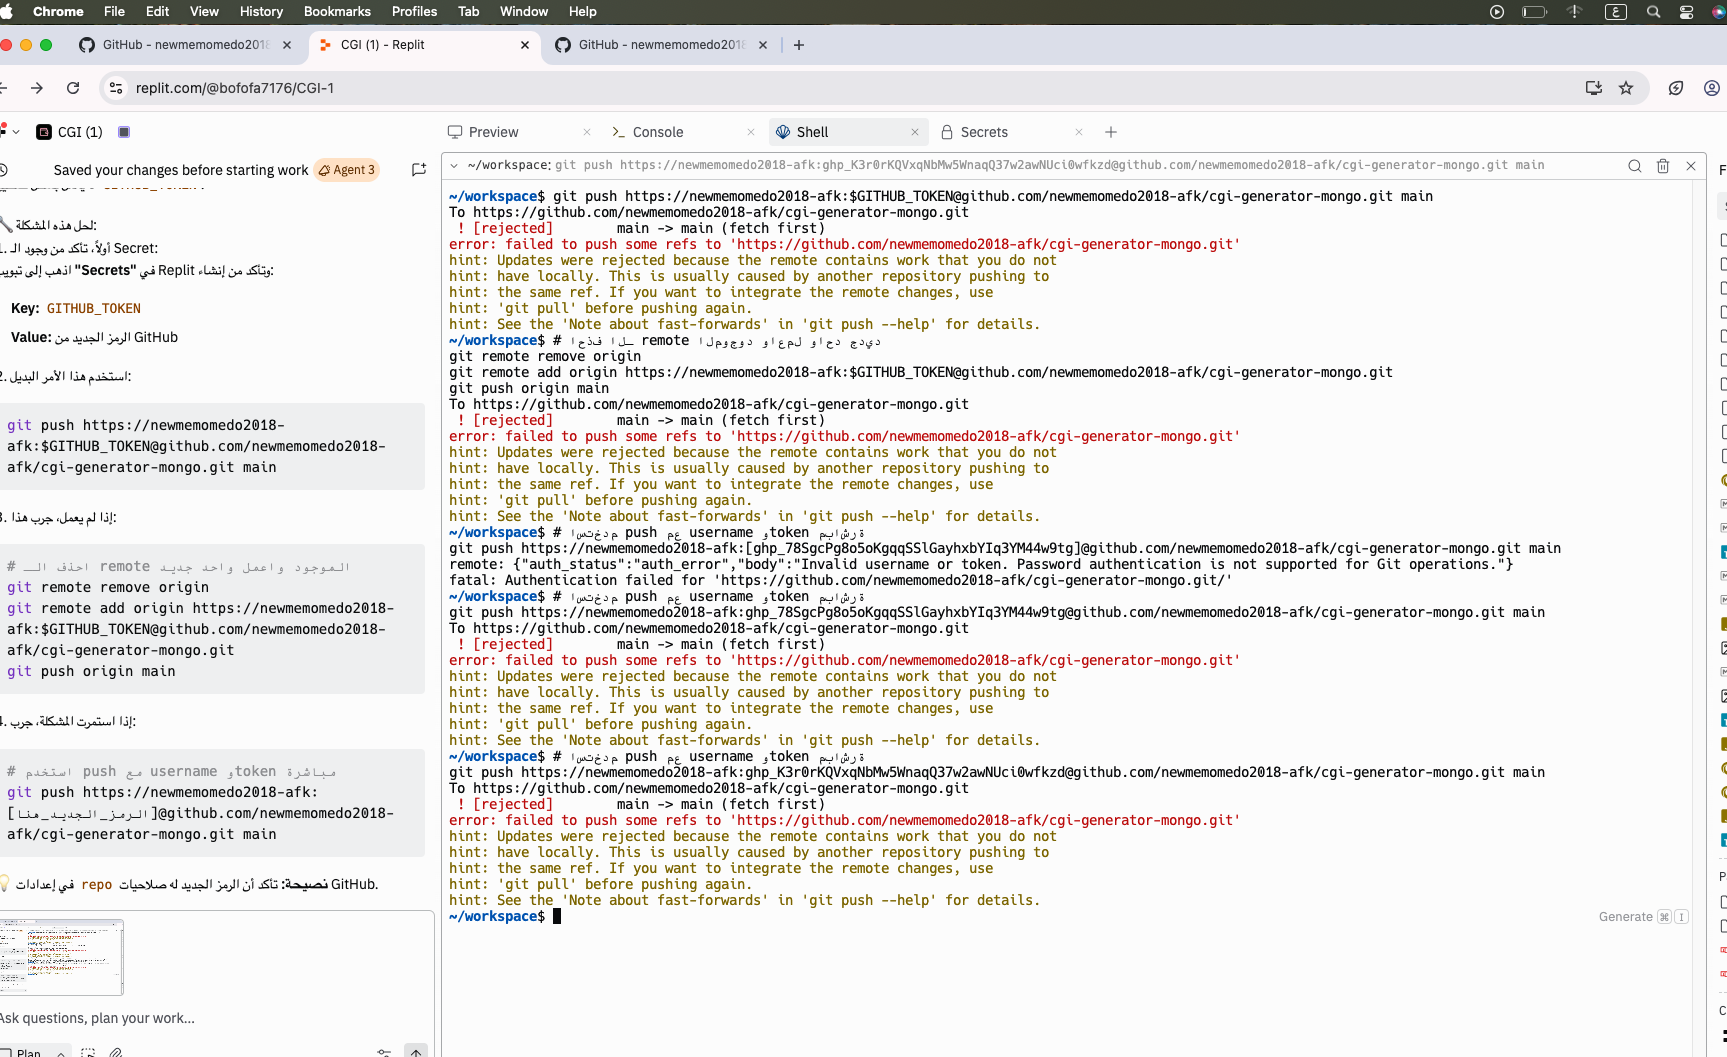 Chrome File Edit View History Bookmarks Profiles Tab Window Help
GitHub - newmemomedo2018
CGI (1) - Replit
GitHub - newmemomedo2018
replit.com/@bofofa7176/CGI-1
CGI (1)
Saved your changes before starting work Agent 3
لحل هذه المشكلة:
أولاً، تأكد من وجود الـ Secret:
اذهب إلى تبويب "Secrets" في Replit وتأكد من إنشاء:
Key: GITHUB_TOKEN
Value: الرمز الجديد من GitHub
استخدم هذا الأمر البديل:
git push https://newmemomedo2018-
afk:$GITHUB_TOKEN@github.com/newmemomedo2018-
afk/cgi-generator-mongo.git main
إذا لم يعمل، جرب هذا:
# احذف الـ remote الموجود واعمل واحد جديد
git remote remove origin
git remote add origin https://newmemomedo2018-
afk:$GITHUB_TOKEN@github.com/newmemomedo2018-
afk/cgi-generator-mongo.git
git push origin main
إذا استمرت المشكلة، جرب:
# استخدم push مع username وtoken مباشرة
git push https://newmemomedo2018-afk:
[الرمز_الجديد_هنا]@github.com/newmemomedo2018-
afk/cgi-generator-mongo.git main
نصيحة: تأكد أن الرمز الجديد له صلاحيات repo في إعدادات GitHub.
Ask questions, plan your work...
Plan
Preview
Console
Shell
Secrets
~/workspace: git push https://newmemomedo2018-afk: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@github.com/newmemomedo2018-afk/cgi-generator-mongo.git main
~/workspace$ git push https://newmemomedo2018-afk:$GITHUB_TOKEN@github.com/newmemomedo2018-afk/cgi-generator-mongo.git main
To https://github.com/newmemomedo2018-afk/cgi-generator-mongo.git
! [rejected] main -> main (fetch first)
error: failed to push some refs to 'https://github.com/newmemomedo2018-afk/cgi-generator-mongo.git'
hint: Updates were rejected because the remote contains work that you do not
hint: have locally. This is usually caused by another repository pushing to
hint: the same ref. If you want to integrate the remote changes, use
hint: 'git pull' before pushing again.
hint: See the 'Note about fast-forwards' in 'git push --help' for details.
~/workspace$ # احذف الـ remote الموجود واعمل واحد جديد
git remote remove origin
git remote add origin https://newmemomedo2018-afk:$GITHUB_TOKEN@github.com/newmemomedo2018-afk/cgi-generator-mongo.git
git push origin main
To https://github.com/newmemomedo2018-afk/cgi-generator-mongo.git
! [rejected] main -> main (fetch first)
error: failed to push some refs to 'https://github.com/newmemomedo2018-afk/cgi-generator-mongo.git'
hint: Updates were rejected because the remote contains work that you do not
hint: have locally. This is usually caused by another repository pushing to
hint: the same ref. If you want to integrate the remote changes, use
hint: 'git pull' before pushing again.
hint: See the 'Note about fast-forwards' in 'git push --help' for details.
~/workspace$ # استخدم push مع username وtoken مباشرة
git push https://newmemomedo2018-afk:[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]@github.com/newmemomedo2018-afk/cgi-generator-mongo.git main
remote: {"auth_status":"auth_error","body":"Invalid username or token. Password authentication is not supported for Git operations."}
fatal: Authentication failed for 'https://github.com/newmemomedo2018-afk/cgi-generator-mongo.git/'
~/workspace$ # استخدم push مع username وtoken مباشرة
git push https://newmemomedo2018-afk: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@github.com/newmemomedo2018-afk/cgi-generator-mongo.git main
To https://github.com/newmemomedo2018-afk/cgi-generator-mongo.git
! [rejected] main -> main (fetch first)
error: failed to push some refs to 'https://github.com/newmemomedo2018-afk/cgi-generator-mongo.git'
hint: Updates were rejected because the remote contains work that you do not
hint: have locally. This is usually caused by another repository pushing to
hint: the same ref. If you want to integrate the remote changes, use
hint: 'git pull' before pushing again.
hint: See the 'Note about fast-forwards' in 'git push --help' for details.
~/workspace$ # استخدم push مع username وtoken مباشرة
git push https://newmemomedo2018-afk: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@github.com/newmemomedo2018-afk/cgi-generator-mongo.git main
To https://github.com/newmemomedo2018-afk/cgi-generator-mongo.git
! [rejected] main -> main (fetch first)
error: failed to push some refs to 'https://github.com/newmemomedo2018-afk/cgi-generator-mongo.git'
hint: Updates were rejected because the remote contains work that you do not
hint: have locally. This is usually caused by another repository pushing to
hint: the same ref. If you want to integrate the remote changes, use
hint: 'git pull' before pushing again.
hint: See the 'Note about fast-forwards' in 'git push --help' for details.
~/workspace$
Generate ⌘ I